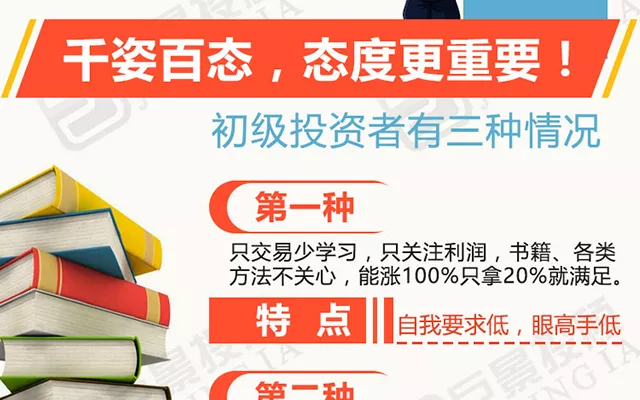 千姿百态，态度更重要！
初级投资者有三种情况
第一种
只交易少学习，只关注利润，书籍、各类
方法不关心，能涨100%只拿20%就满足。
特点
自我要求低，眼高手低
第二种